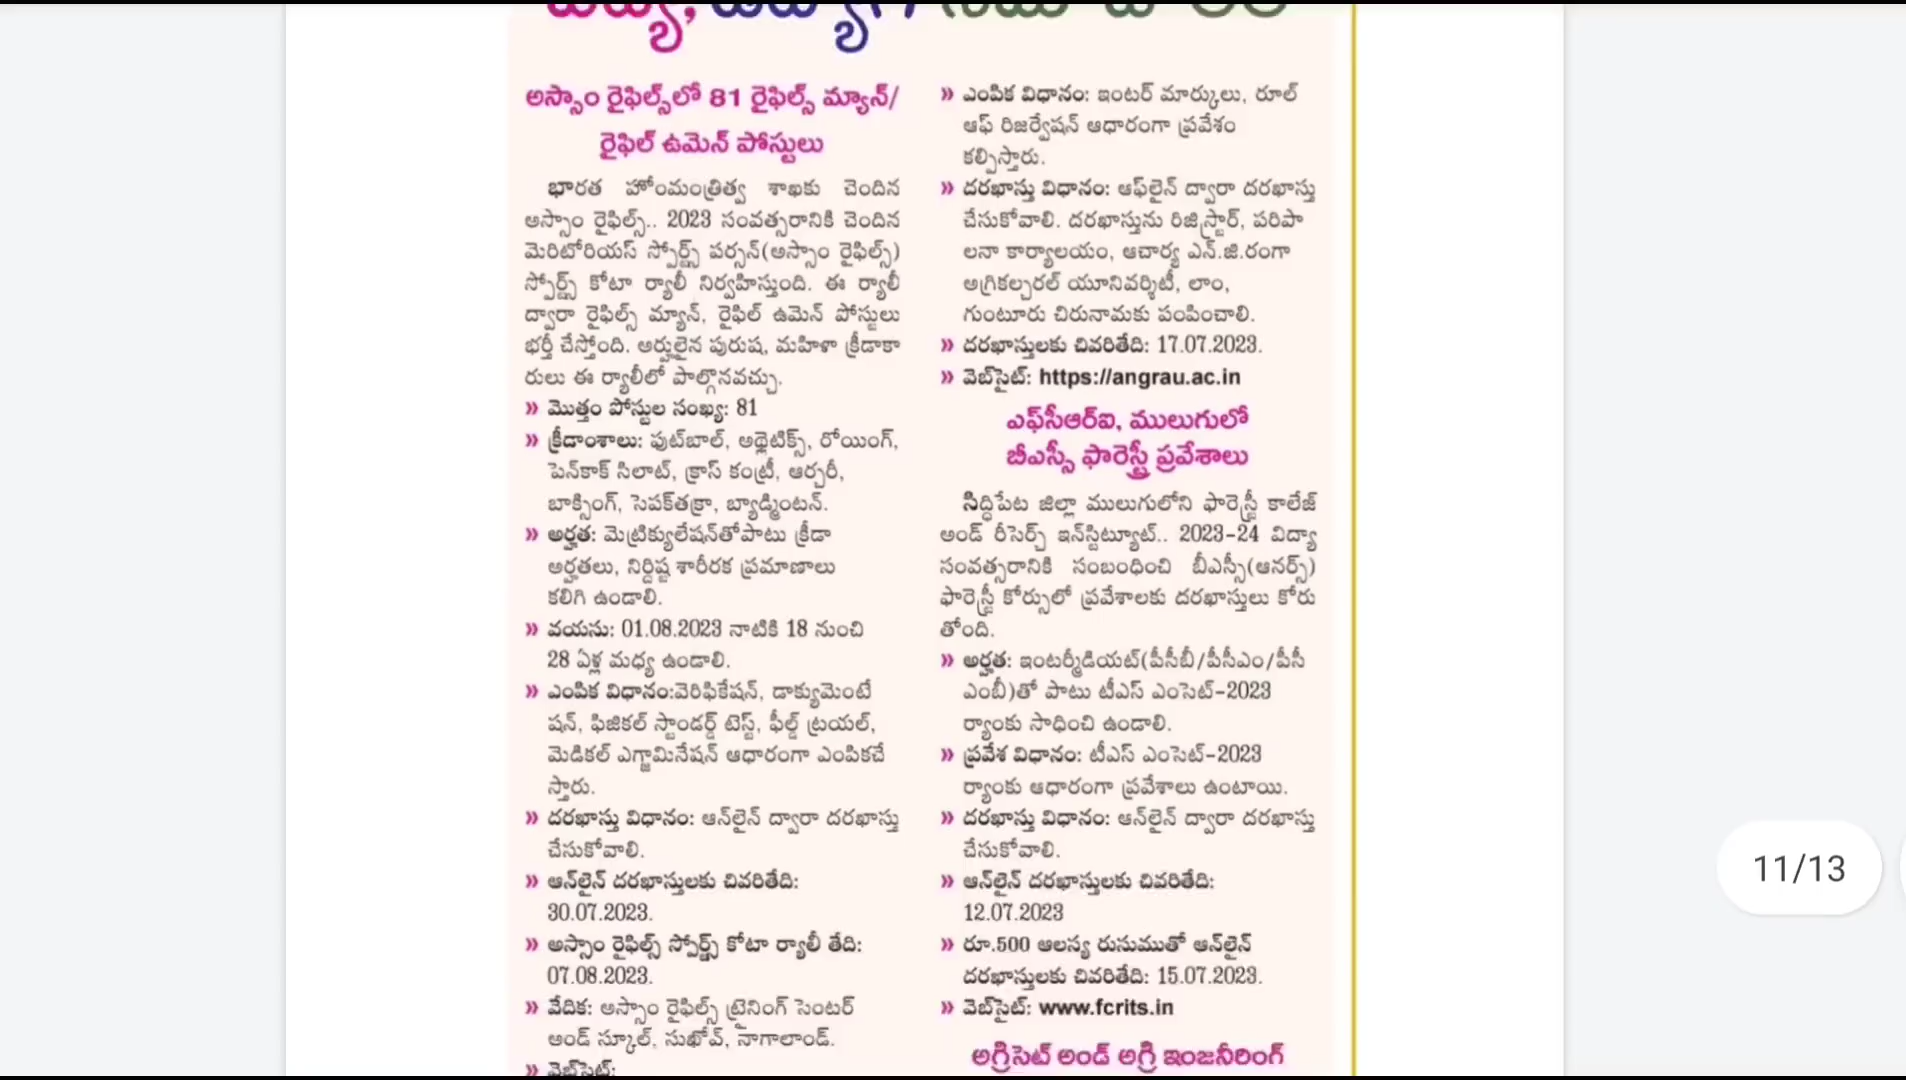 అస్సాం రైఫిల్స్‌లో 81 రైఫిల్స్ మ్యాన్/
రైఫిల్ ఉమెన్ పోస్టులు
భారత హోంమంత్రిత్వ శాఖకు చెందిన
అస్సాం రైఫిల్స్.. 2023 సంవత్సరానికి చెందిన
మెరిటోరియస్ స్పోర్ట్స్ పర్సన్(అస్సాం రైఫిల్స్)
స్పోర్ట్స్ కోటా ర్యాలీ నిర్వహిస్తుంది. ఈ ర్యాలీ
ద్వారా రైఫిల్స్ మ్యాన్, రైఫిల్ ఉమెన్ పోస్టులు
భర్తీ చేస్తోంది. అర్హులైన పురుష, మహిళా క్రీడాకా
రులు ఈ ర్యాలీలో పాల్గొనవచ్చు.
» మొత్తం పోస్టుల సంఖ్య: 81
» క్రీడాంశాలు: ఫుట్‌బాల్, అథ్లెటిక్స్, రోయింగ్,
పెన్‌కాక్ సిలాట్, క్రాస్ కంట్రీ, ఆర్చరీ,
బాక్సింగ్, సెపక్‌తక్రా, బ్యాడ్మింటన్.
» అర్హత: మెట్రిక్యులేషన్‌తోపాటు క్రీడా
అర్హతలు, నిర్దిష్ట శారీరక ప్రమాణాలు
కలిగి ఉండాలి.
» వయసు: 01.08.2023 నాటికి 18 నుంచి
28 ఏళ్ల మధ్య ఉండాలి.
» ఎంపిక విధానం:వెరిఫికేషన్, డాక్యుమెంటే
షన్, ఫిజికల్ స్టాండర్డ్ టెస్ట్, ఫీల్డ్ ట్రయల్,
మెడికల్ ఎగ్జామినేషన్ ఆధారంగా ఎంపికచే
స్తారు.
» దరఖాస్తు విధానం: ఆన్‌లైన్ ద్వారా దరఖాస్తు
చేసుకోవాలి.
» ఆన్‌లైన్ దరఖాస్తులకు చివరితేది:
30.07.2023.
» అస్సాం రైఫిల్స్ స్పోర్ట్స్ కోటా ర్యాలీ తేది:
07.08.2023.
» వేదిక: అస్సాం రైఫిల్స్ ట్రైనింగ్ సెంటర్
అండ్ స్కూల్, సుఖోవ్, నాగాలాండ్.
» వెబ్‌సైట్:
» ఎంపిక విధానం: ఇంటర్ మార్కులు, రూల్
ఆఫ్ రిజర్వేషన్ ఆధారంగా ప్రవేశం
కల్పిస్తారు.
» దరఖాస్తు విధానం: ఆఫ్‌లైన్ ద్వారా దరఖాస్తు
చేసుకోవాలి. దరఖాస్తును రిజిస్ట్రార్, పరిపా
లనా కార్యాలయం, ఆచార్య ఎన్.జి.రంగా
అగ్రికల్చరల్ యూనివర్శిటీ, లాం,
గుంటూరు చిరునామకు పంపించాలి.
» దరఖాస్తులకు చివరితేది: 17.07.2023.
» వెబ్‌సైట్: https://angrau.ac.in
ఎఫ్‌సీఆర్‌ఐ, ములుగులో
బీఎస్సీ ఫారెస్ట్రీ ప్రవేశాలు
సిద్ధిపేట జిల్లా ములుగులోని ఫారెస్ట్రీ కాలేజ్
అండ్ రీసెర్చ్ ఇన్‌స్టిట్యూట్.. 2023-24 విద్యా
సంవత్సరానికి సంబంధించి బీఎస్సీ(ఆనర్స్)
ఫారెస్ట్రీ కోర్సులో ప్రవేశాలకు దరఖాస్తులు కోరు
తోంది.
» అర్హత: ఇంటర్మీడియట్(పీసీబీ/పీసీఎం/పీసీ
ఎంబీ)తో పాటు టీఎస్ ఎంసెట్-2023
ర్యాంకు సాధించి ఉండాలి.
» ప్రవేశ విధానం: టీఎస్ ఎంసెట్-2023
ర్యాంకు ఆధారంగా ప్రవేశాలు ఉంటాయి.
» దరఖాస్తు విధానం: ఆన్‌లైన్ ద్వారా దరఖాస్తు
చేసుకోవాలి.
» ఆన్‌లైన్ దరఖాస్తులకు చివరితేది:
12.07.2023
» రూ.500 ఆలస్య రుసుముతో ఆన్‌లైన్
దరఖాస్తులకు చివరితేది: 15.07.2023.
» వెబ్‌సైట్: www.fcrits.in
అగ్రిసెట్ అండ్ అగ్రి ఇంజనీరింగ్
11/13